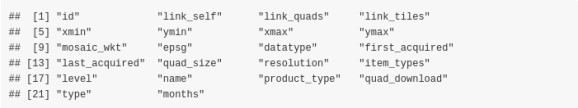 ##  [1] "id"             "link_self"      "link_quads"     "link_tiles"
##  [5] "xmin"           "ymin"           "xmax"           "ymax"
##  [9] "mosaic_wkt"     "epsg"           "datatype"       "first_acquired"
## [13] "last_acquired"  "quad_size"      "resolution"     "item_types"
## [17] "level"          "name"           "product_type"   "quad_download"
## [21] "type"           "months"